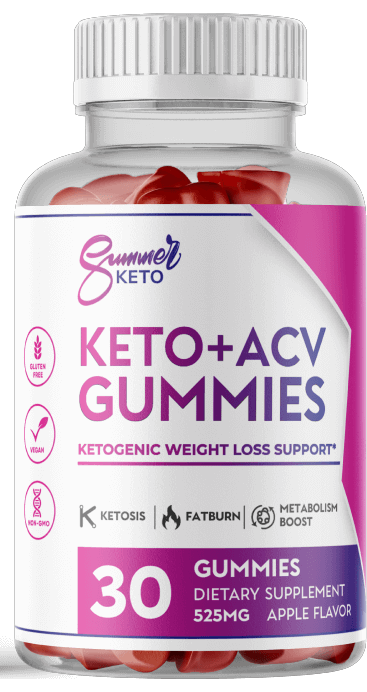 Summer
KETO
KETO+ACV
GUMMIES
KETOGENIC WEIGHT LOSS SUPPORT*
GLUTEN
FREE
VEGAN
NON-GMO
K KETOSIS | FATBURN | METABOLISM
BOOST
30
GUMMIES
DIETARY SUPPLEMENT
525MG APPLE FLAVOR